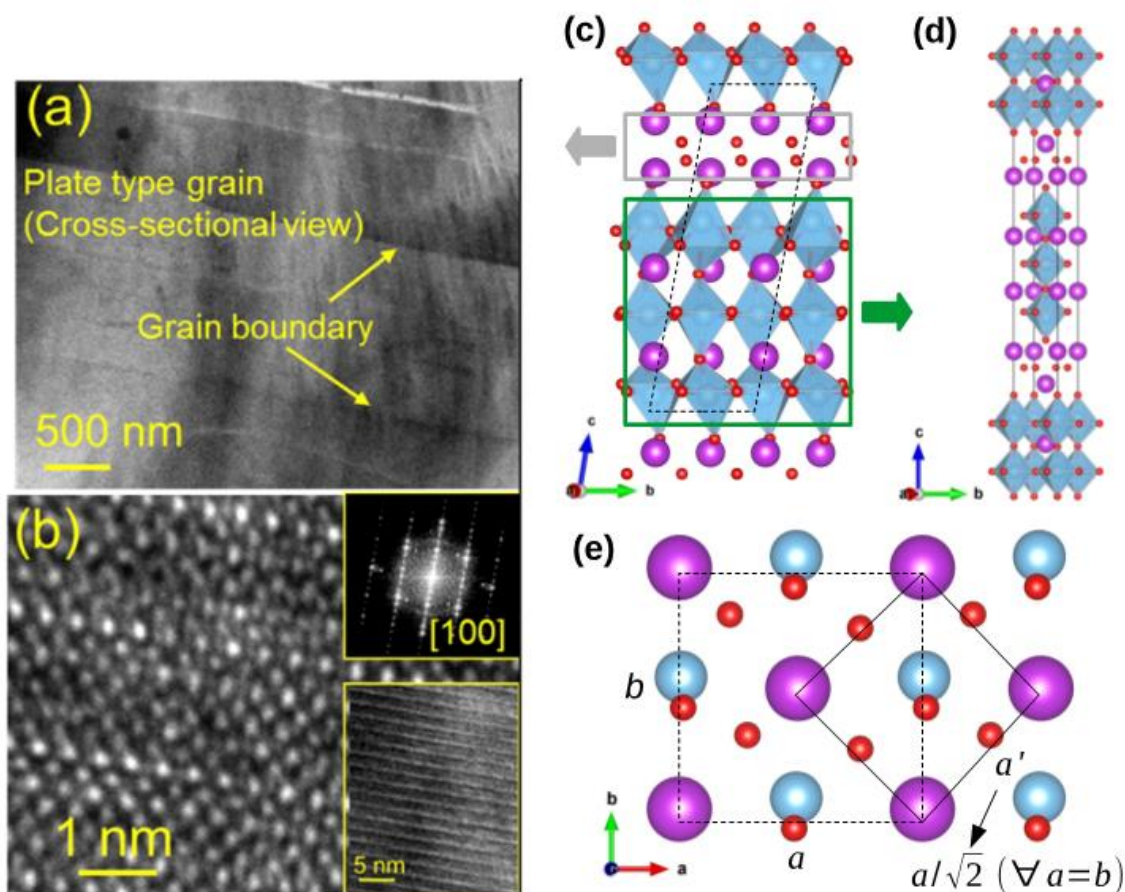 (a)
Plate type grain
(Cross-sectional view)
Grain boundary
500 nm
(b)
[100]
1 nm
5 nm
(c)
c
a
b
(d)
c
a
b
(e)
b
a
a′
a/√2 (∀ a=b)
b
a